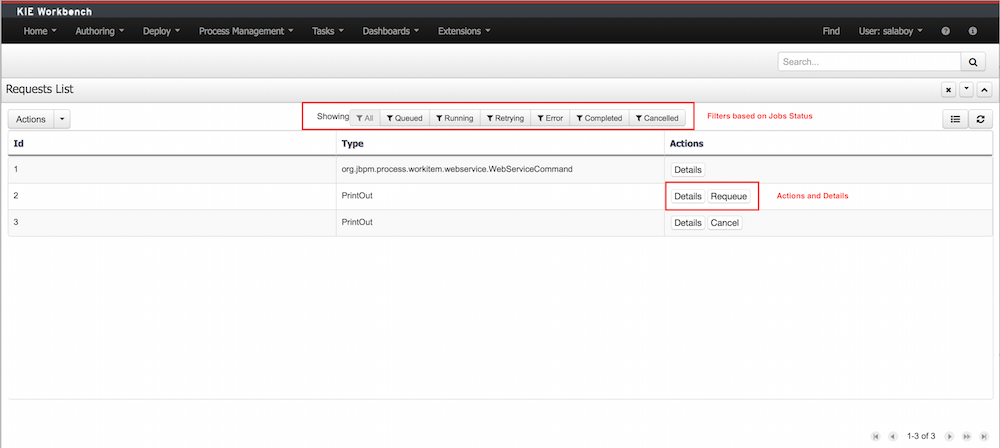 KIE Workbench
Home Authoring Deploy Process Management Tasks Dashboards Extensions Find User: salaboy
Search...
Requests List
Actions Showing All Queued Running Retrying Error Completed Cancelled Filters based on Jobs Status
Id Type Actions
1 org.jbpm.process.workitem.webservice.WebServiceCommand Details
2 PrintOut Details Requeue Actions and Details
3 PrintOut Details Cancel
1-3 of 3